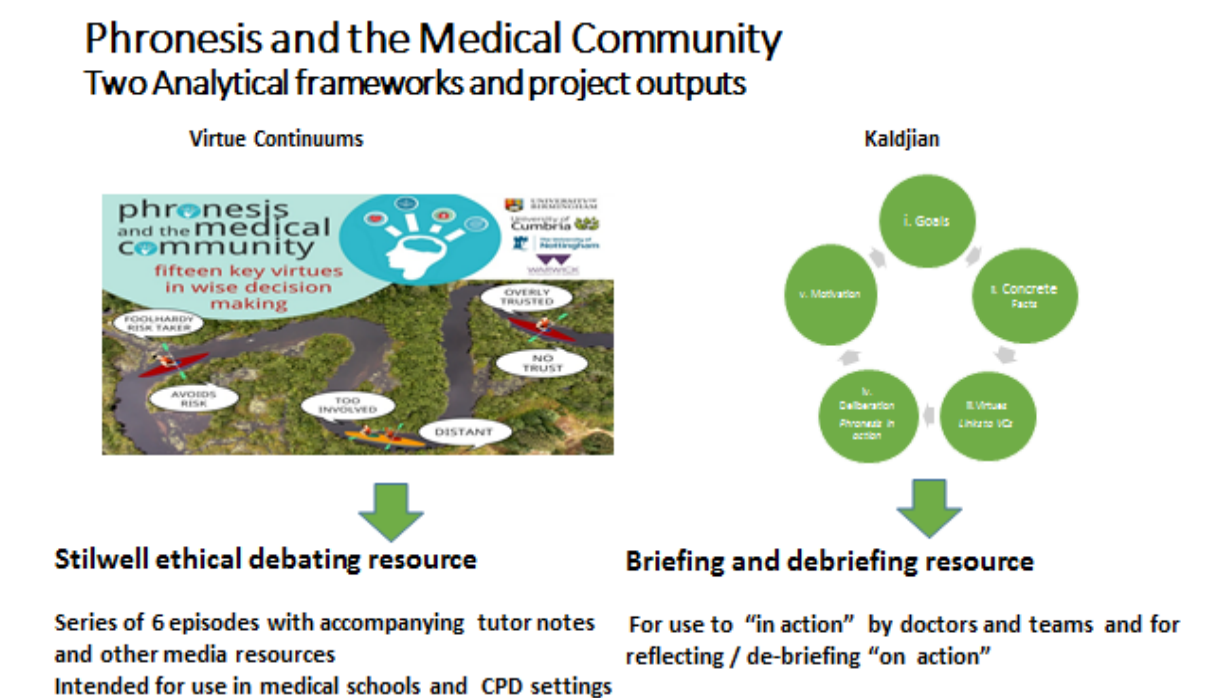 Phronesis and the Medical Community
Two Analytical frameworks and project outputs
Virtue Continuums
Kaldjian
phronesis
and the medical
community
fifteen key virtues
in wise decision
making
UNIVERSITY OF
BIRMINGHAM
University of
Cumbria
The University of
Nottingham
WARWICK
FOOLHARDY
RISK TAKER
AVOIDS
RISK
TOO
INVOLVED
DISTANT
OVERLY
TRUSTED
NO
TRUST
i. Goals
ii. Concrete
Facts
iii. Virtues
Links to VCs
iv.
Deliberation
Phronesis in
action
v. Motivation
Stilwell ethical debating resource
Briefing and debriefing resource
Series of 6 episodes with accompanying tutor notes
and other media resources
Intended for use in medical schools and CPD settings
For use to "in action" by doctors and teams and for
reflecting / de-briefing "on action"